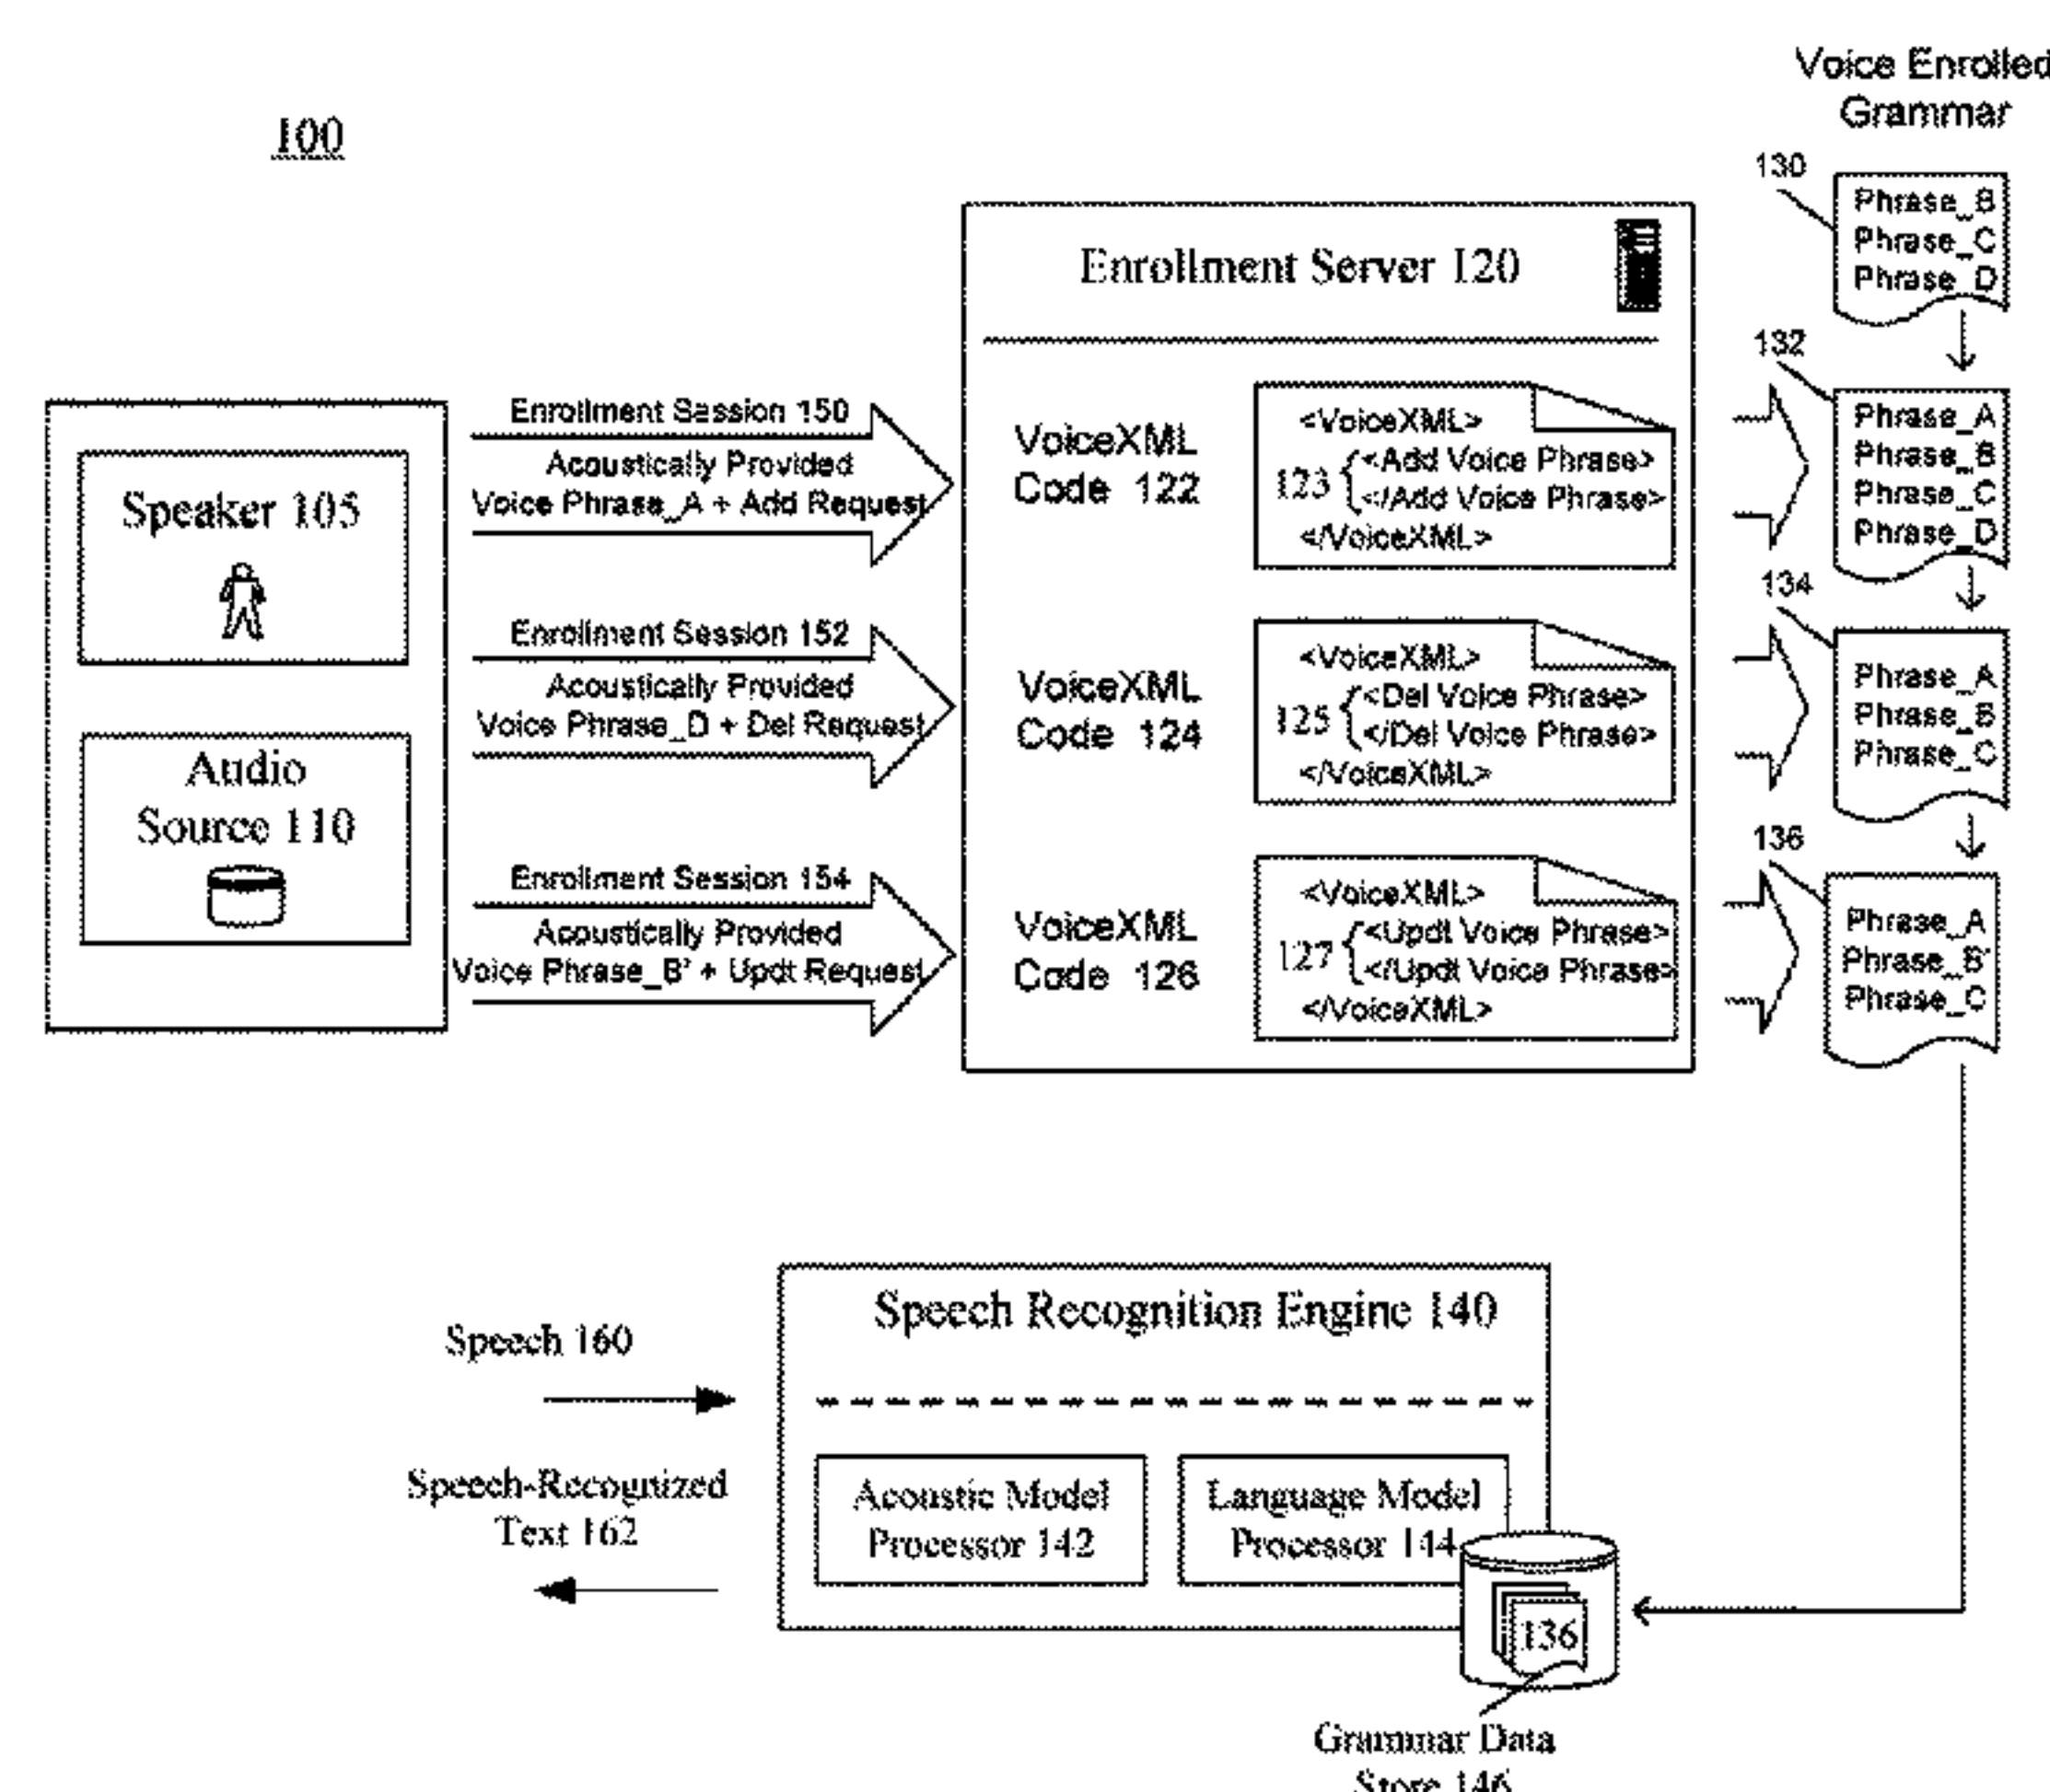 100
Voice Enrolled
Grammar
130
Phrase_B
Phrase_C
Phrase_D
Enrollment Server 120
132
Phrase_A
Phrase_B
Phrase_C
Phrase_D
Speaker 105
Audio
Source 110
Enrollment Session 150
Acoustically Provided
Voice Phrase_A + Add Request
VoiceXML
Code 122
<VoiceXML>
123
<Add Voice Phrase>
</Add Voice Phrase>
</VoiceXML>
134
Phrase_A
Phrase_B
Phrase_C
Enrollment Session 152
Acoustically Provided
Voice Phrase_D + Del Request
VoiceXML
Code 124
<VoiceXML>
125
<Del Voice Phrase>
</Del Voice Phrase>
</VoiceXML>
136
Phrase_A
Phrase_B'
Phrase_C
Enrollment Session 154
Acoustically Provided
Voice Phrase_B' + Updt Request
VoiceXML
Code 126
<VoiceXML>
127
<Updt Voice Phrase>
</Updt Voice Phrase>
</VoiceXML>
Speech Recognition Engine 140
Speech 160
Speech-Recognized
Text 162
Acoustic Model
Processor 142
Language Model
Processor 144
136
Grammar Data
Store 146